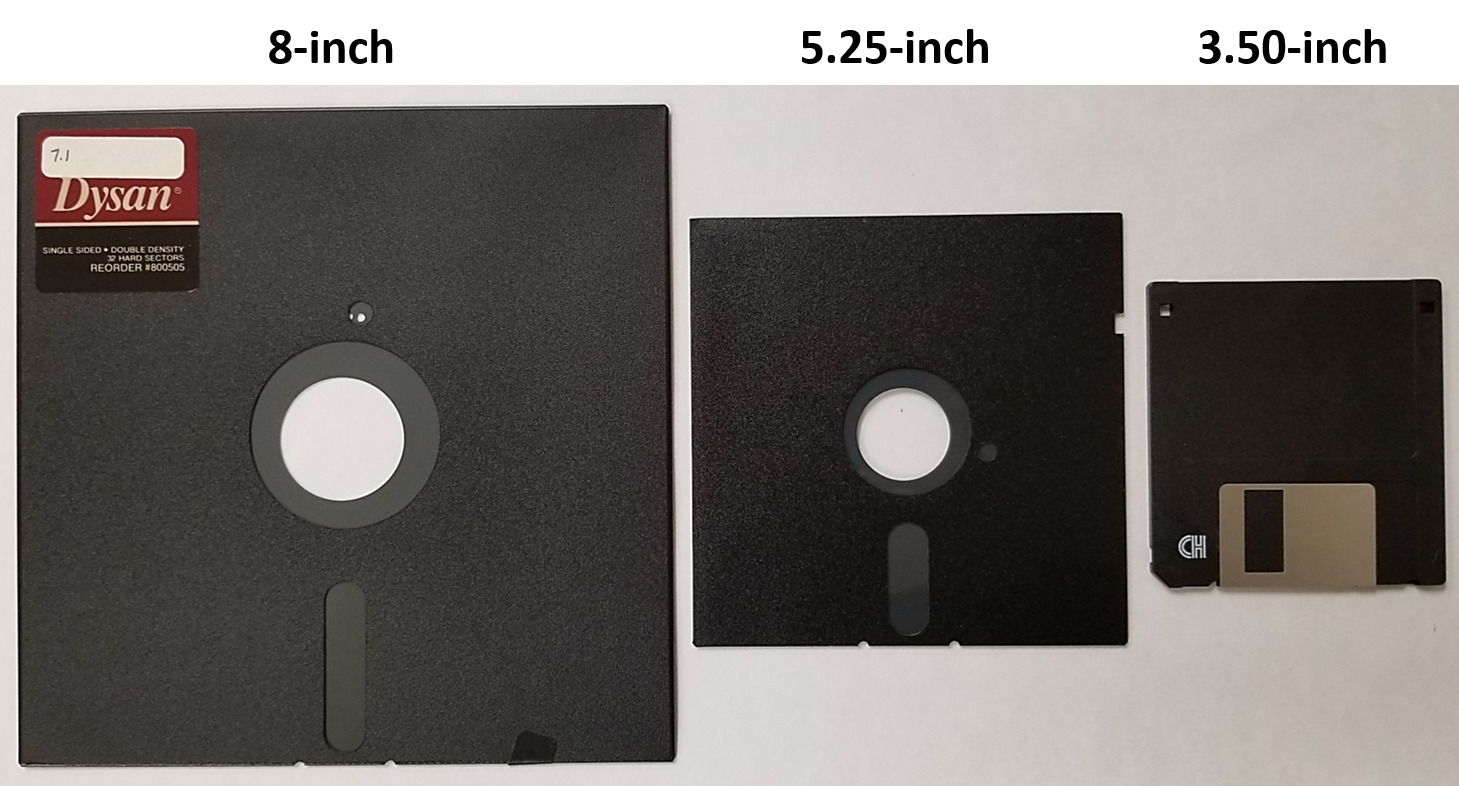 8-inch
5.25-inch
3.50-inch
7.1
Dysan®
SINGLE SIDED • DOUBLE DENSITY
32 HARD SECTORS
REORDER #800505
CH